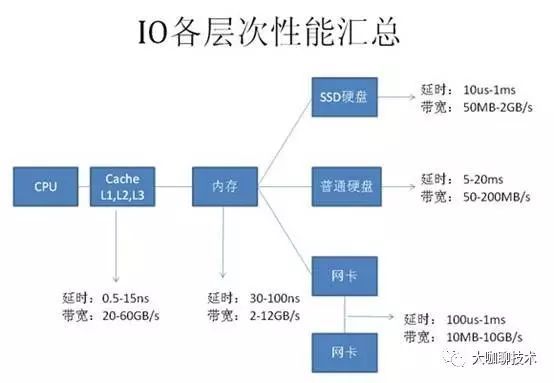 IO各层次性能汇总
SSD硬盘
延时： 10us-1ms
带宽： 50MB-2GB/s
CPU
Cache
L1,L2,L3
内存
普通硬盘
延时： 5-20ms
带宽： 50-200MB/s
网卡
延时：0.5-15ns
带宽：20-60GB/s
延时： 30-100ns
带宽： 2-12GB/s
延时： 100us-1ms
带宽： 10MB-10GB/s
网卡
大咖聊技术